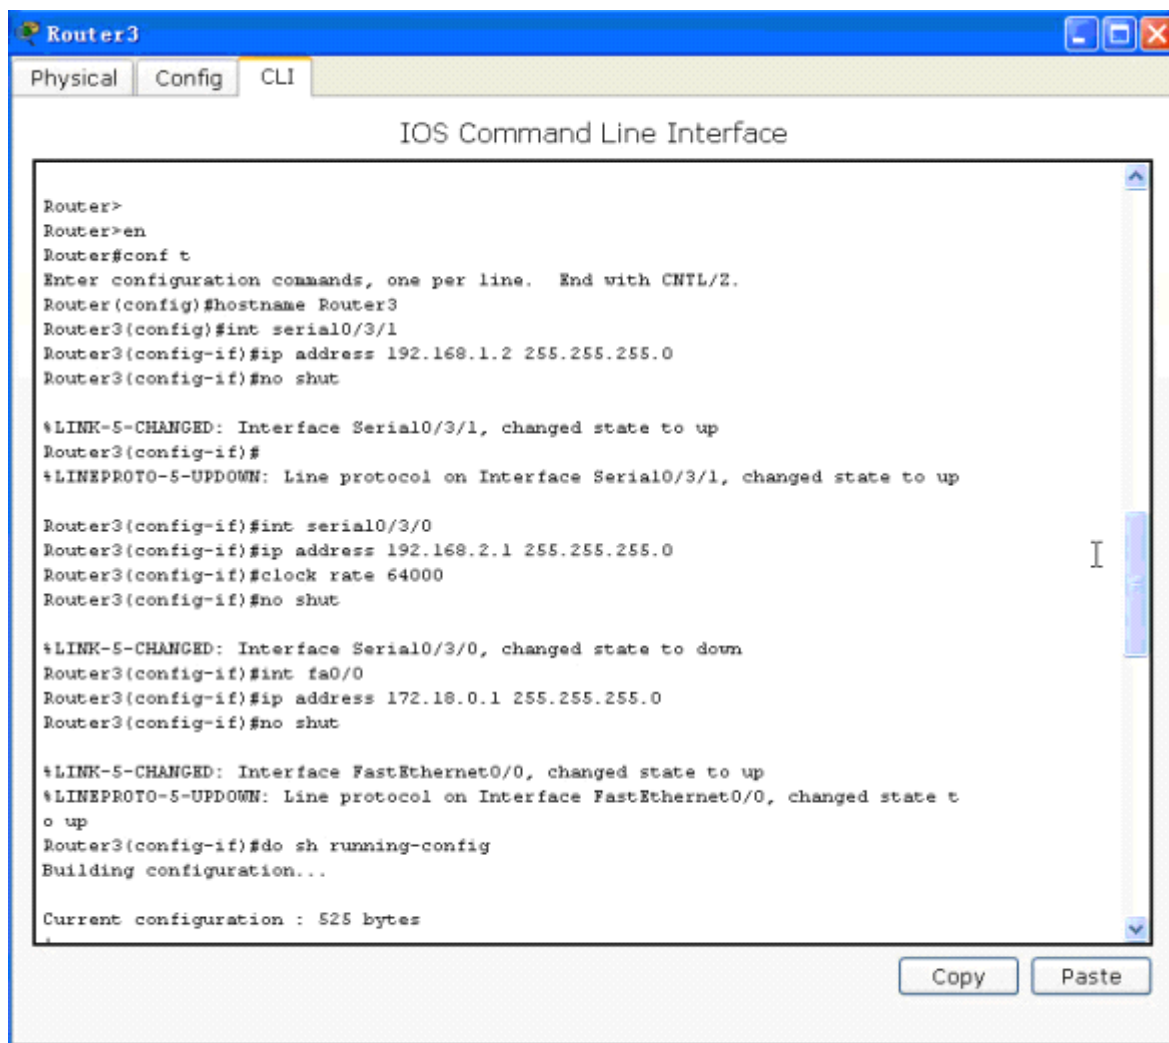 Router3
Physical Config CLI
IOS Command Line Interface
Router>
Router>en
Router#conf t
Enter configuration commands, one per line.  End with CNTL/Z.
Router(config)#hostname Router3
Router3(config)#int serial0/3/1
Router3(config-if)#ip address 192.168.1.2 255.255.255.0
Router3(config-if)#no shut
%LINK-5-CHANGED: Interface Serial0/3/1, changed state to up
Router3(config-if)#
%LINEPROTO-5-UPDOWN: Line protocol on Interface Serial0/3/1, changed state to up
Router3(config-if)#int serial0/3/0
Router3(config-if)#ip address 192.168.2.1 255.255.255.0
Router3(config-if)#clock rate 64000
Router3(config-if)#no shut
%LINK-5-CHANGED: Interface Serial0/3/0, changed state to down
Router3(config-if)#int fa0/0
Router3(config-if)#ip address 172.18.0.1 255.255.255.0
Router3(config-if)#no shut
%LINK-5-CHANGED: Interface FastEthernet0/0, changed state to up
%LINEPROTO-5-UPDOWN: Line protocol on Interface FastEthernet0/0, changed state t
o up
Router3(config-if)#do sh running-config
Building configuration...
Current configuration : 525 bytes
Copy Paste